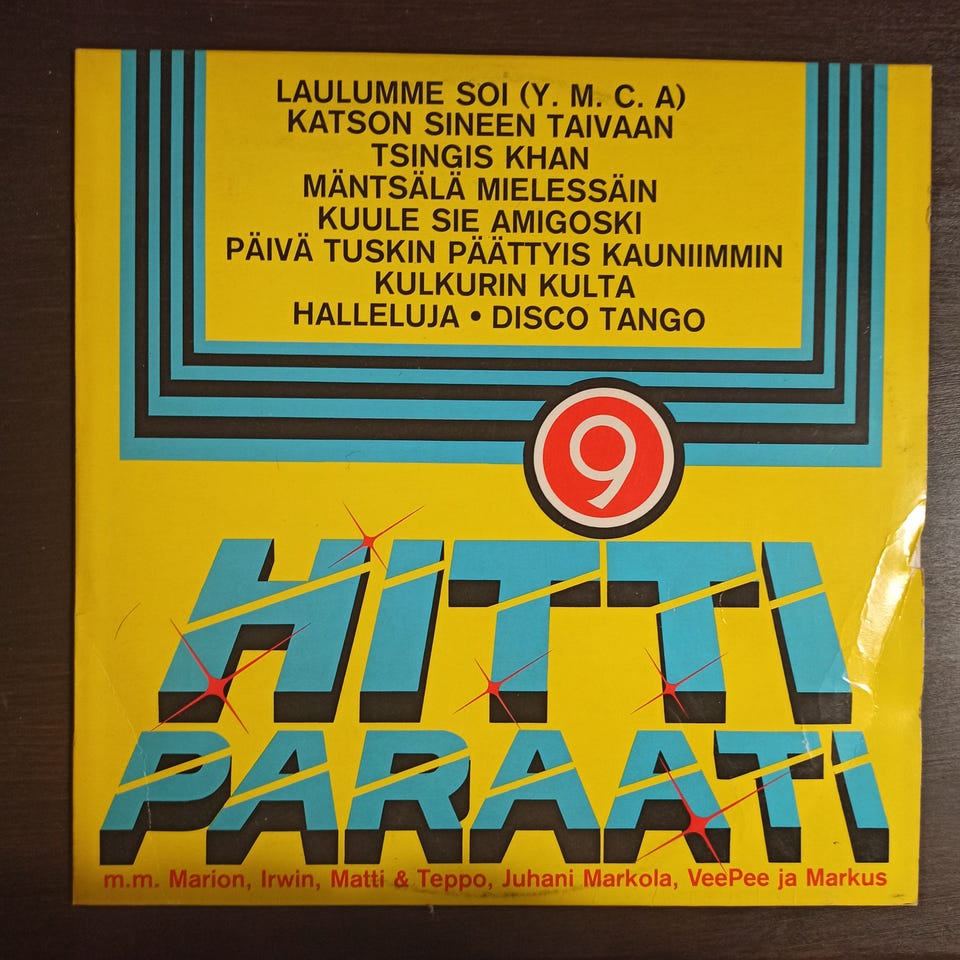 LAULUMME SOI (Y. M. C. A)
KATSON SINEEN TAIVAAN
TSINGIS KHAN
MÄNTSÄLÄ MIELESSÄIN
KUULE SIE AMIGOSKI
PÄIVÄ TUSKIN PÄÄTTYIS KAUNIIMMIN
KULKURIN KULTA
HALLELUJA • DISCO TANGO
9
HITTI
PARAATI
m.m. Marion, Irwin, Matti & Teppo, Juhani Markola, VeePee ja Markus